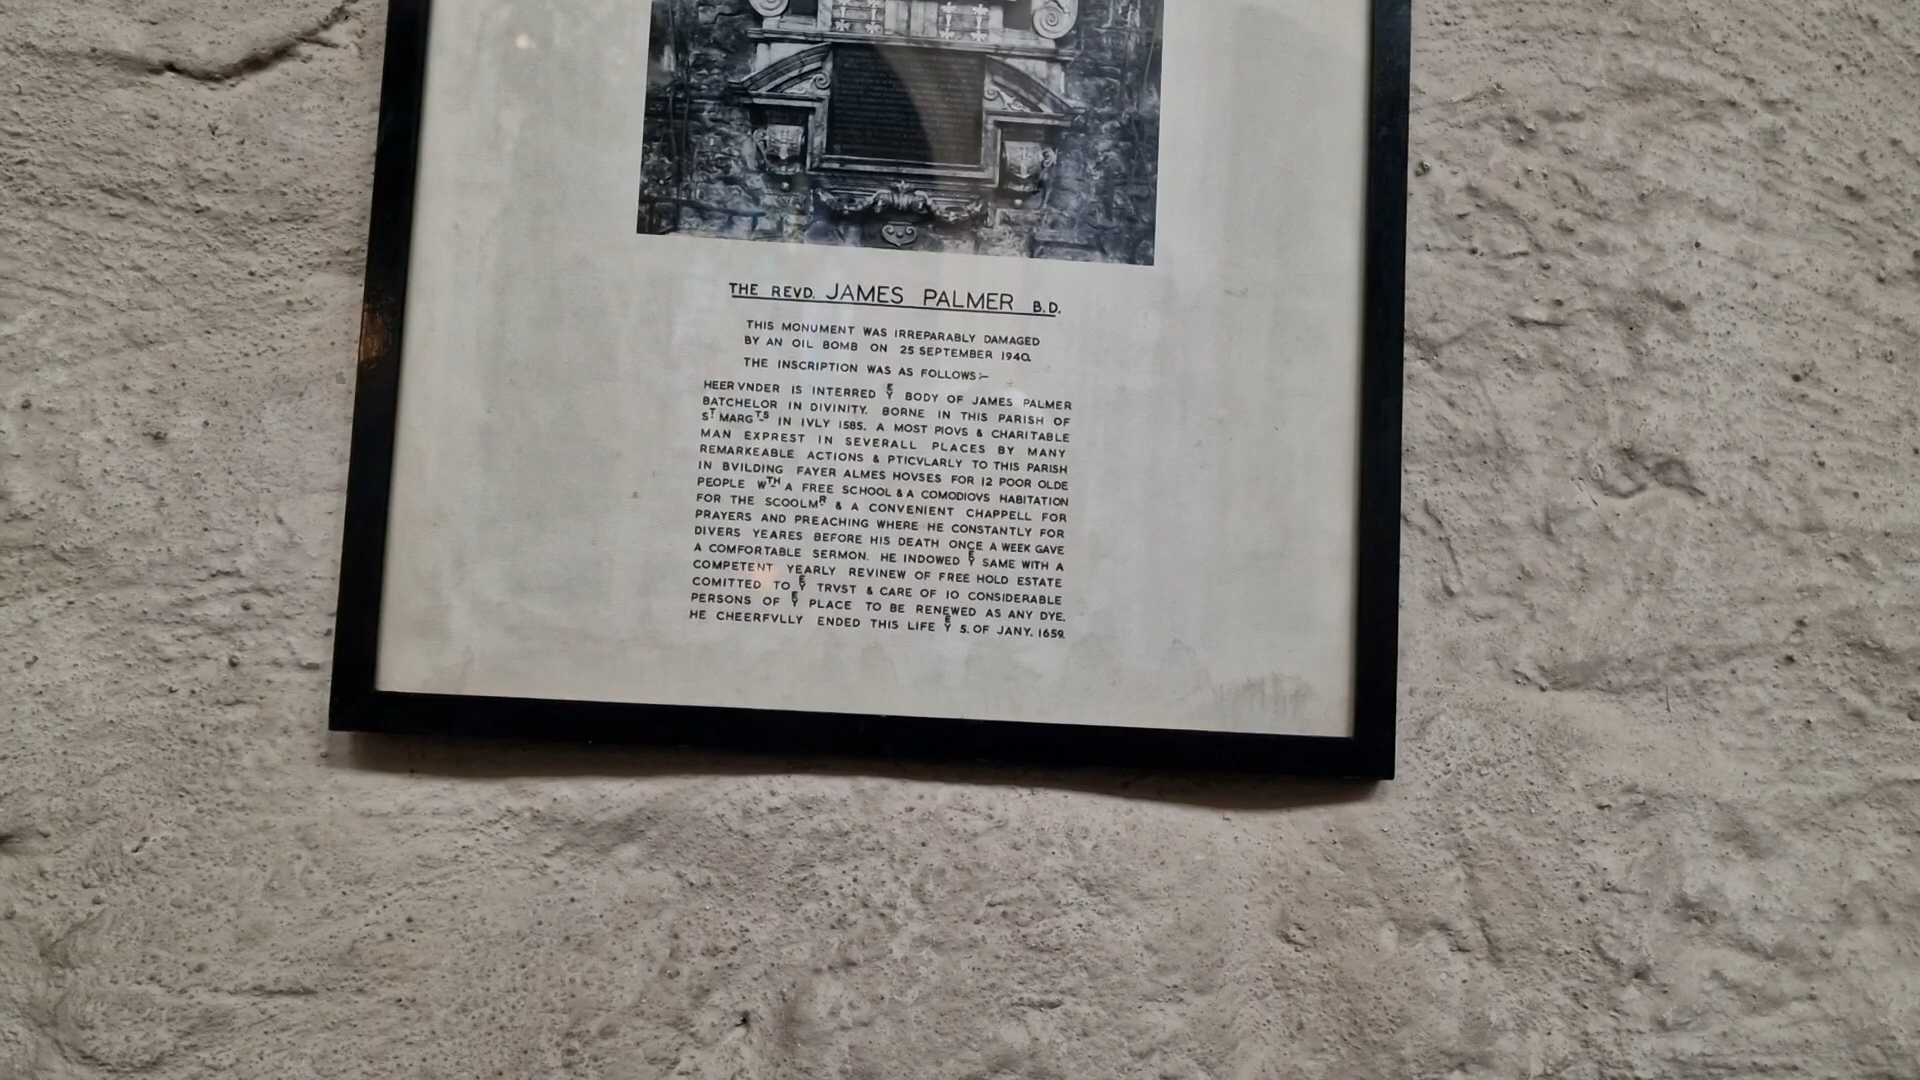 THE REVD. JAMES PALMER B.D.
THIS MONUMENT WAS IRREPARABLY DAMAGED
BY AN OIL BOMB ON 25 SEPTEMBER 1940.
THE INSCRIPTION WAS AS FOLLOWS:–
HEER VNDER IS INTERRED Yᴱ BODY OF JAMES PALMER
BATCHELOR IN DIVINITY. BORNE IN THIS PARISH OF
Sᵀ MARGᵀˢ IN IVLY 1585. A MOST PIOVS & CHARITABLE
MAN EXPREST IN SEVERALL PLACES BY MANY
REMARKEABLE ACTIONS & PTICVLARLY TO THIS PARISH
IN BVILDING FAYER ALMES HOVSES FOR 12 POOR OLDE
PEOPLE Wᵀᴴ A FREE SCHOOL & A COMODIOVS HABITATION
FOR THE SCOOLMᴿ & A CONVENIENT CHAPPELL FOR
PRAYERS AND PREACHING WHERE HE CONSTANTLY FOR
DIVERS YEARES BEFORE HIS DEATH ONCE A WEEK GAVE
A COMFORTABLE SERMON. HE INDOWED Yᴱ SAME WITH A
COMPETENT YEARLY REVINEW OF FREE HOLD ESTATE
COMITTED TO Yᴱ TRVST & CARE OF 10 CONSIDERABLE
PERSONS OF Yᴱ PLACE TO BE RENEWED AS ANY DYE.
HE CHEERFVLLY ENDED THIS LIFE Yᴱ 5. OF JANY. 1659.